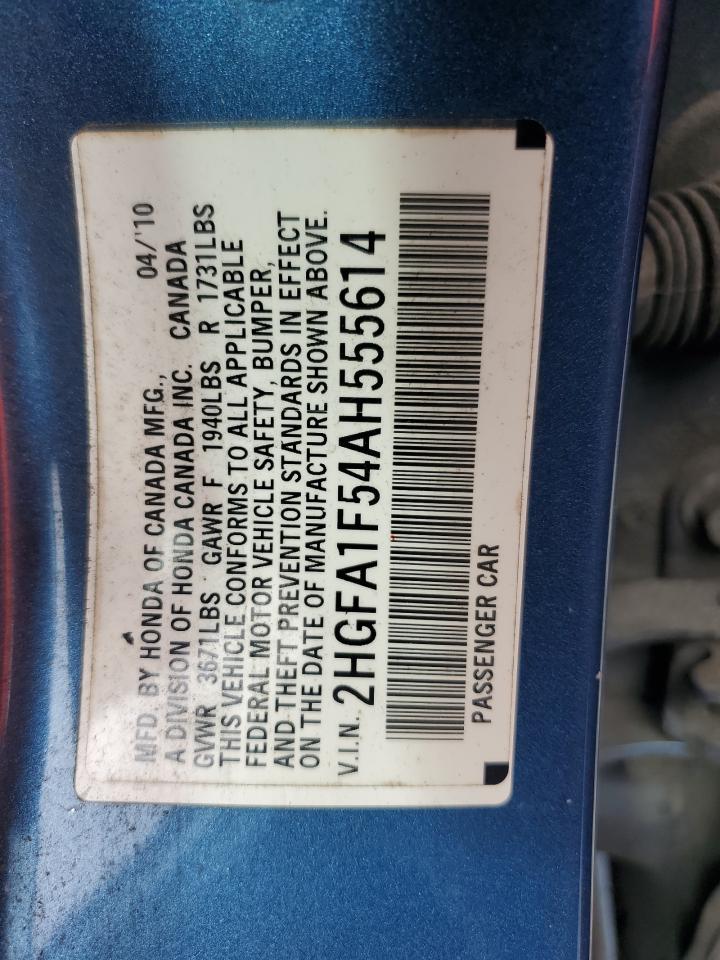 MFD. BY HONDA OF CANADA MFG., 04/'10
A DIVISION OF HONDA CANADA INC. CANADA
GVWR 3671LBS GAWR F 1940LBS R 1731LBS
THIS VEHICLE CONFORMS TO ALL APPLICABLE
FEDERAL MOTOR VEHICLE SAFETY, BUMPER,
AND THEFT PREVENTION STANDARDS IN EFFECT
ON THE DATE OF MANUFACTURE SHOWN ABOVE.
V.I.N. 2HGFA1F54AH555614
PASSENGER CAR